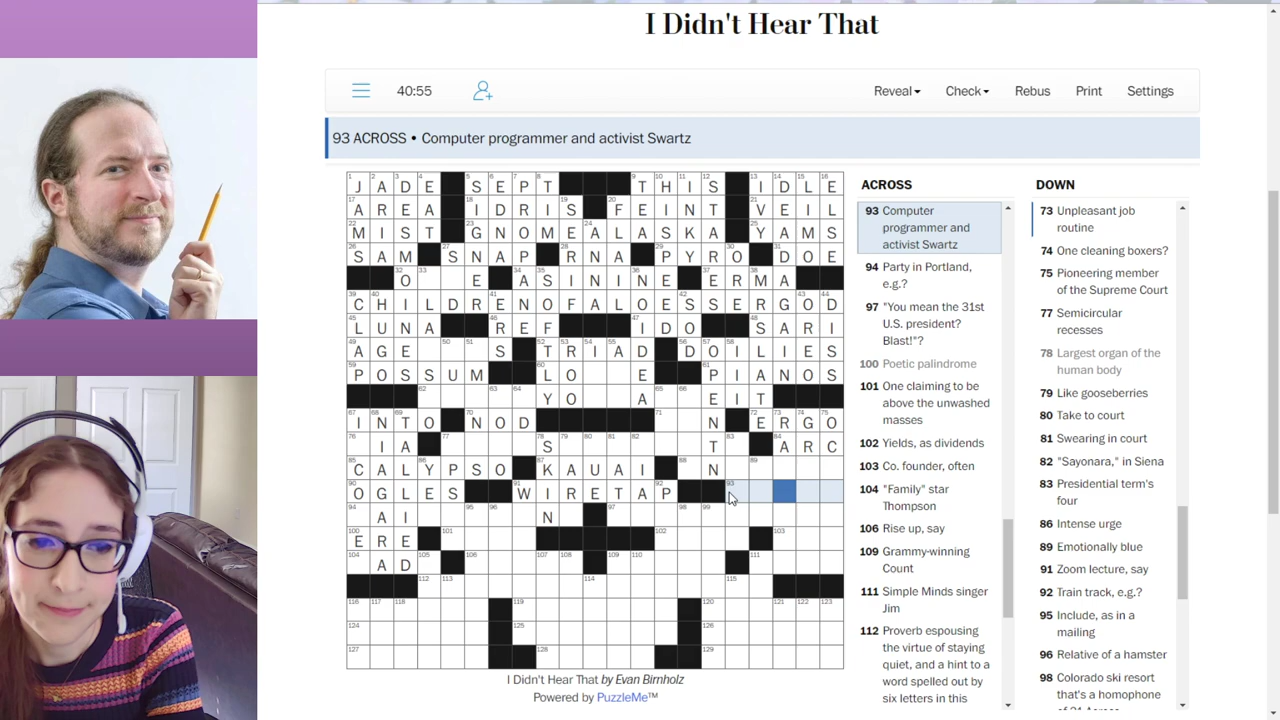 I Didn't Hear That
40:55
Reveal
Check
Rebus
Print
Settings
93 ACROSS • Computer programmer and activist Swartz
J A D E S E P T T H I S I D L E
A R E A I D R I S F E I N T V E I L
M I S T G N O M E A L A S K A Y A M S
S A M S N A P R N A P Y R O D O E
O E A S I N I N E E R M A
C H I L D R E N O F A L O E S S E R G O D
L U N A R E F I D O S A R I
A G E S T R I A D D O I L I E S
P O S S U M L O E P I A N O S
Y O A E I T
I N T O N O D N E R G O
I A S T A R C
C A L Y P S O K A U A I N
O G L E S W I R E T A P
A I N
E R E
A D
ACROSS
93 Computer
programmer and
activist Swartz
94 Party in Portland,
e.g.?
97 "You mean the 31st
U.S. president?
Blast!"?
100 Poetic palindrome
101 One claiming to be
above the unwashed
masses
102 Yields, as dividends
103 Co. founder, often
104 "Family" star
Thompson
106 Rise up, say
109 Grammy-winning
Count
111 Simple Minds singer
Jim
112 Proverb espousing
the virtue of staying
quiet, and a hint to a
word spelled out by
six letters in this
DOWN
73 Unpleasant job
routine
74 One cleaning boxers?
75 Pioneering member
of the Supreme Court
77 Semicircular
recesses
78 Largest organ of the
human body
79 Like gooseberries
80 Take to court
81 Swearing in court
82 "Sayonara," in Siena
83 Presidential term's
four
86 Intense urge
89 Emotionally blue
91 Zoom lecture, say
92 Train track, e.g.?
95 Include, as in a
mailing
96 Relative of a hamster
98 Colorado ski resort
that's a homophone
I Didn't Hear That by Evan Birnholz
Powered by PuzzleMe™